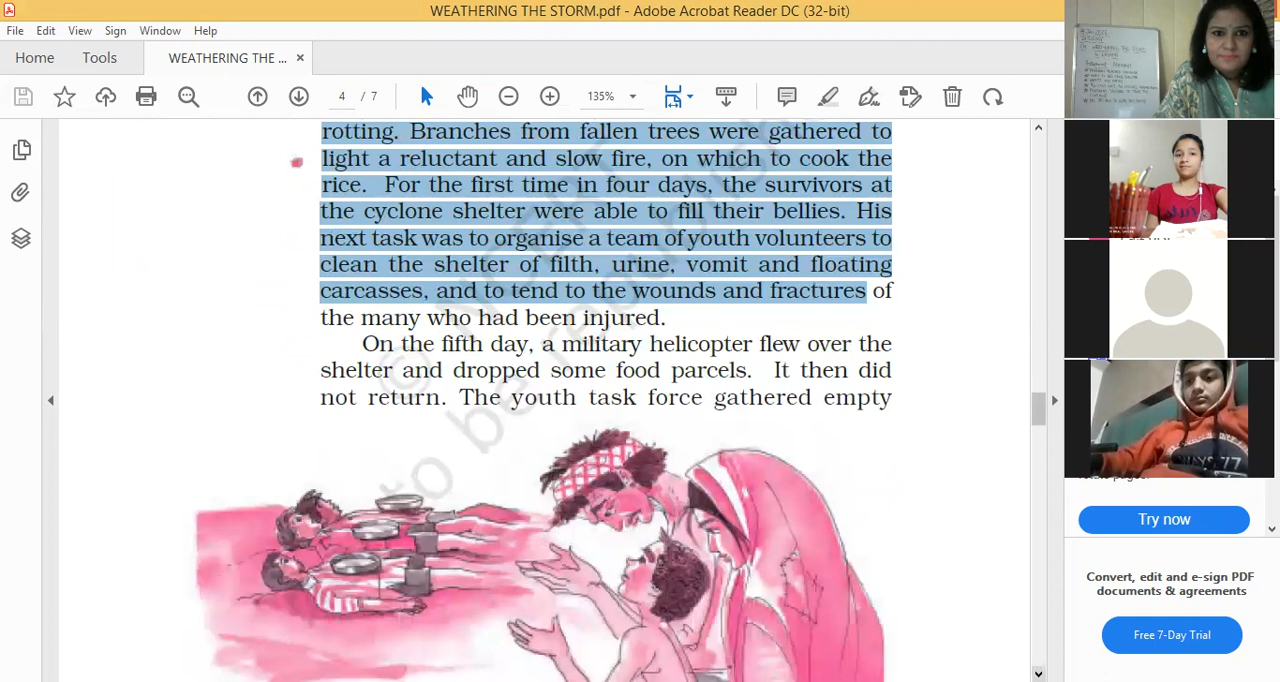 WEATHERING THE STORM.pdf - Adobe Acrobat Reader DC (32-bit)
File Edit View Sign Window Help
Home Tools WEATHERING THE ... ×
4 / 7 135%
rotting. Branches from fallen trees were gathered to
light a reluctant and slow fire, on which to cook the
rice. For the first time in four days, the survivors at
the cyclone shelter were able to fill their bellies. His
next task was to organise a team of youth volunteers to
clean the shelter of filth, urine, vomit and floating
carcasses, and to tend to the wounds and fractures of
the many who had been injured.
On the fifth day, a military helicopter flew over the
shelter and dropped some food parcels. It then did
not return. The youth task force gathered empty
to be republished
Try now
Convert, edit and e-sign PDF
documents & agreements
Free 7-Day Trial